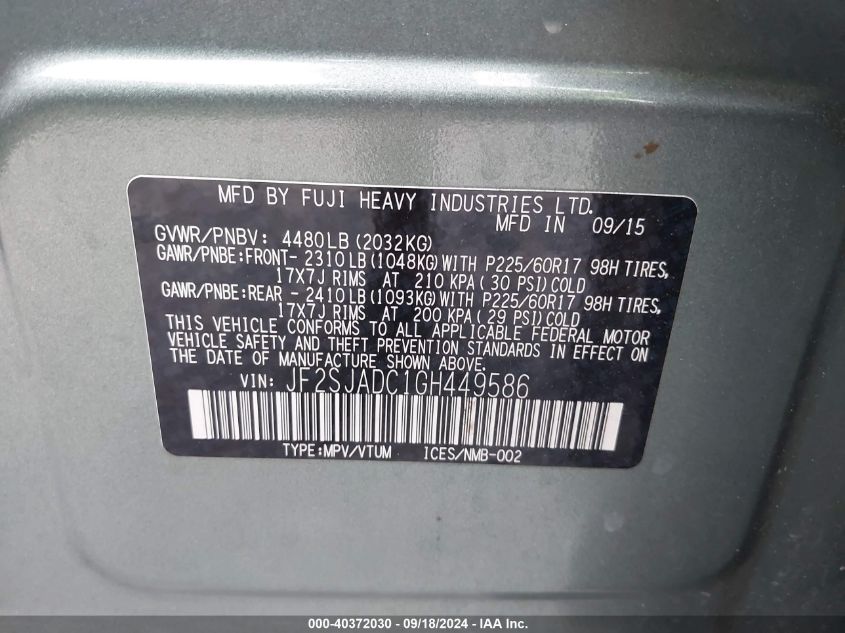 MFD BY FUJI HEAVY INDUSTRIES LTD.
MFD IN 09/15
GVWR/PNBV: 4480LB(2032KG)
GAWR/PNBE:FRONT- 2310LB(1048KG)WITH P225/60R17 98H TIRES,
17X7J RIMS AT 210 KPA( 30 PSI)COLD
GAWR/PNBE:REAR - 2410LB(1093KG)WITH P225/60R17 98H TIRES,
17X7J RIMS AT 200 KPA( 29 PSI)COLD
THIS VEHICLE CONFORMS TO ALL APPLICABLE FEDERAL MOTOR
VEHICLE SAFETY AND THEFT PREVENTION STANDARDS IN EFFECT ON
THE DATE OF MANUFACTURE SHOWN ABOVE.
VIN: JF2SJADC1GH449586
TYPE:MPV/VTUM ICES/NMB-002
000-40372030 - 09/18/2024 - IAA Inc.